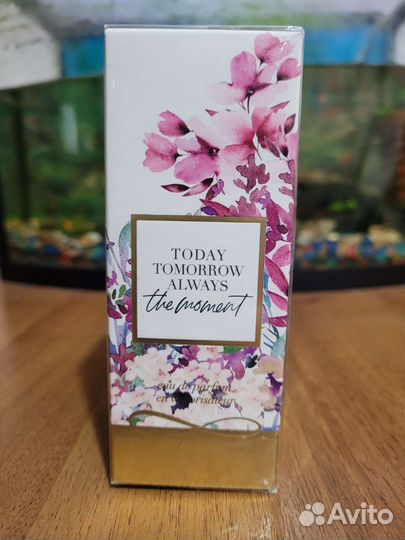 TODAY
TOMORROW
ALWAYS
the moment
eau de parfum
en vaporisateur
Avito